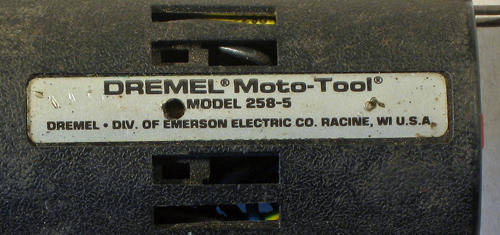 DREMEL® Moto-Tool®
MODEL 258-5
DREMEL • DIV. OF EMERSON ELECTRIC CO. RACINE, WI U.S.A.